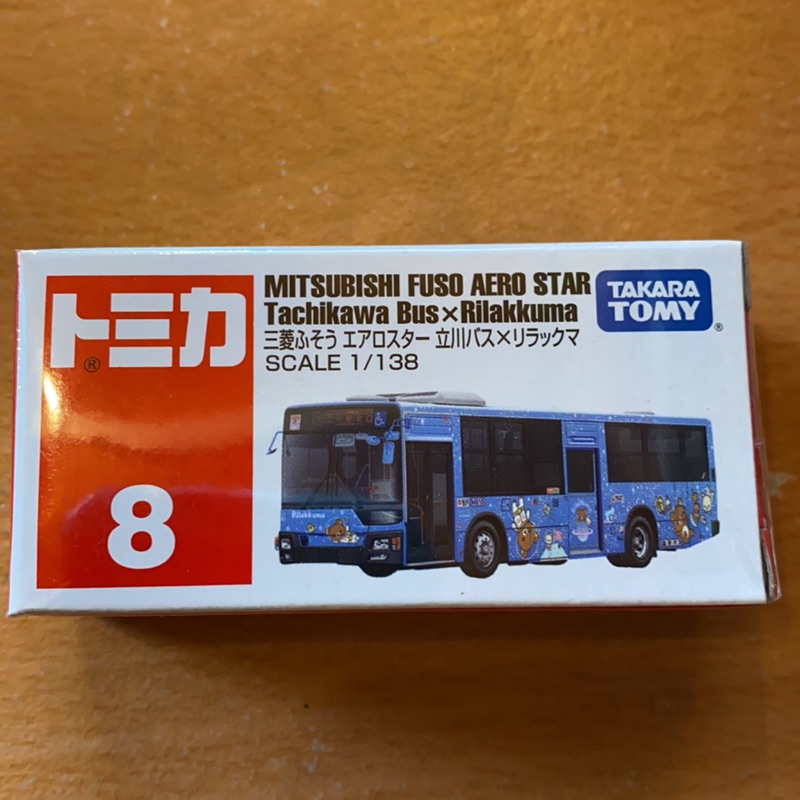 トミカ
®
8
MITSUBISHI FUSO AERO STAR
Tachikawa Bus×Rilakkuma
三菱ふそう エアロスター 立川バス×リラックマ
SCALE 1/138
TAKARA
TOMY
®
Rilakkuma